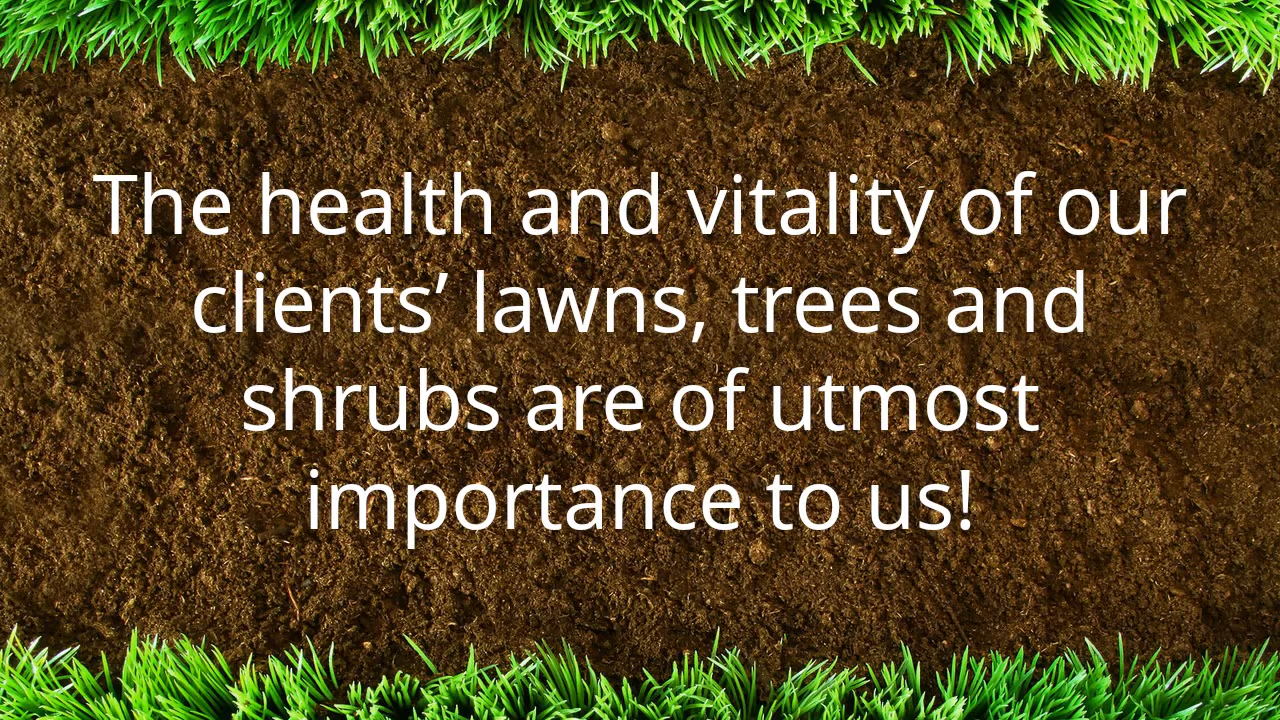 The health and vitality of our
clients’ lawns, trees and
shrubs are of utmost
importance to us!